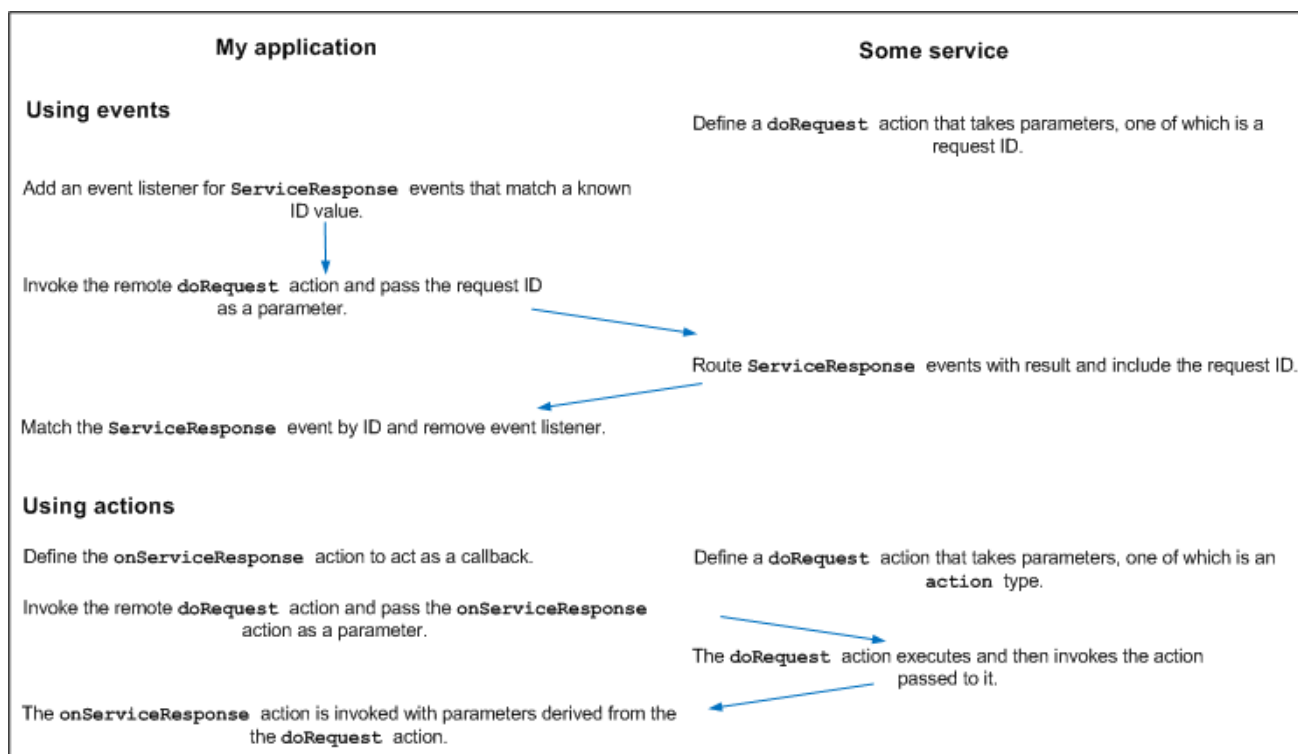 My application
Some service
Using events
Define a doRequest action that takes parameters, one of which is a
request ID.
Add an event listener for ServiceResponse events that match a known
ID value.
Invoke the remote doRequest action and pass the request ID
as a parameter.
Route ServiceResponse events with result and include the request ID.
Match the ServiceResponse event by ID and remove event listener.
Using actions
Define the onServiceResponse action to act as a callback.
Define a doRequest action that takes parameters, one of which is an
action type.
Invoke the remote doRequest action and pass the onServiceResponse
action as a parameter.
The doRequest action executes and then invokes the action
passed to it.
The onServiceResponse action is invoked with parameters derived from the
the doRequest action.